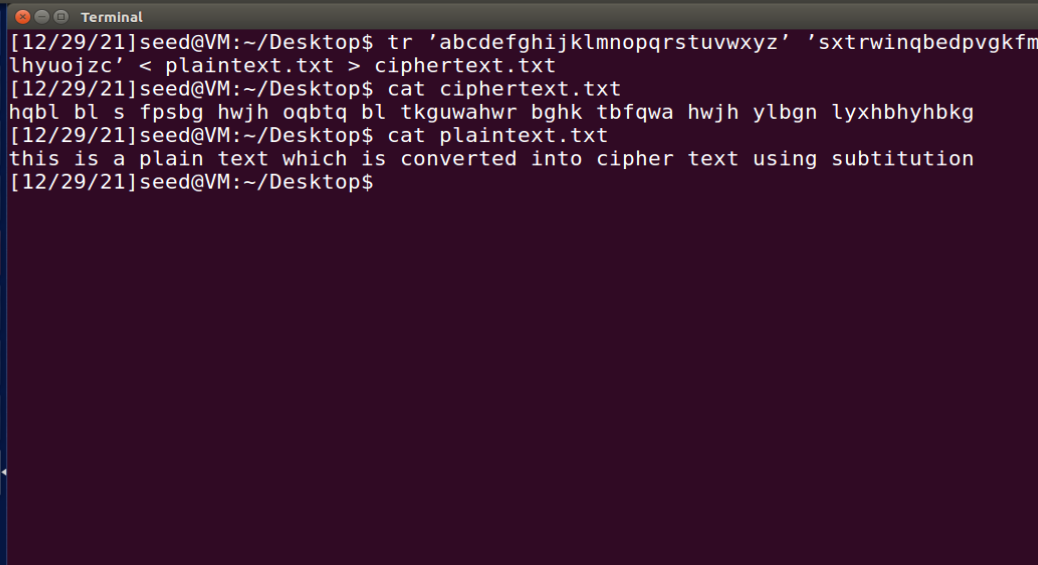 Terminal
[12/29/21]seed@VM:~/Desktop$ tr ’abcdefghijklmnopqrstuvwxyz’ ’sxtrwinqbedpvgkfm
lhyuojzc’ < plaintext.txt > ciphertext.txt
[12/29/21]seed@VM:~/Desktop$ cat ciphertext.txt
hqbl bl s fpsbg hwjh oqbtq bl tkguwahwr bghk tbfqwa hwjh ylbgn lyxhbhyhbkg
[12/29/21]seed@VM:~/Desktop$ cat plaintext.txt
this is a plain text which is converted into cipher text using subtitution
[12/29/21]seed@VM:~/Desktop$